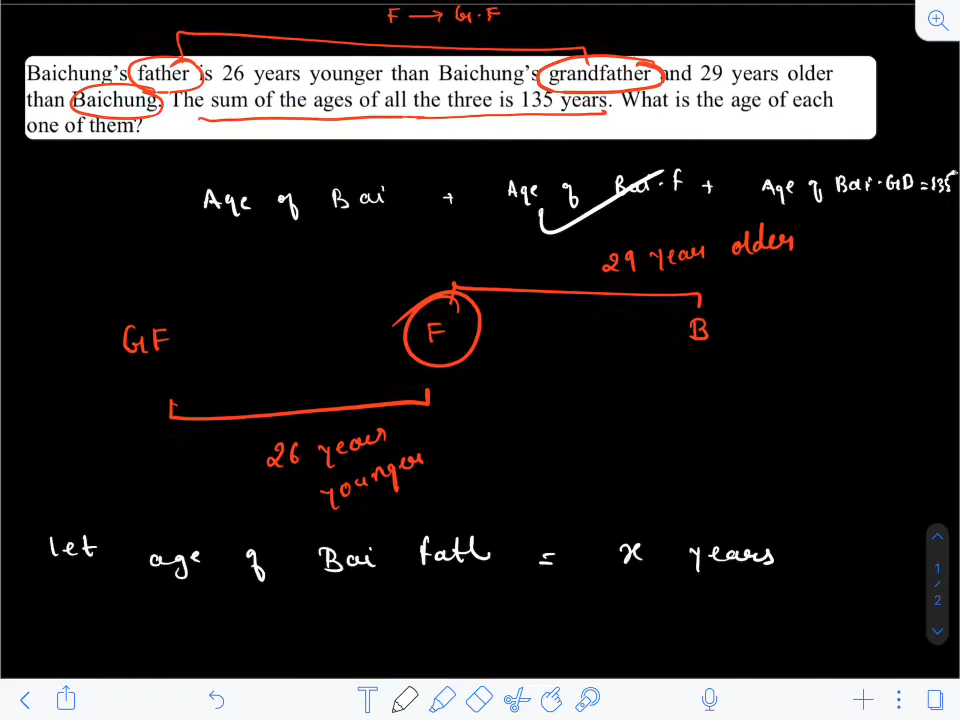 F → G.F
Baichung's father is 26 years younger than Baichung's grandfather and 29 years older
than Baichung. The sum of the ages of all the three is 135 years. What is the age of each
one of them?
Age of Bai + Age of Bai.f + Age of Bai.GD = 135
29 year older
GF F B
26 years
younger
let age of Bai Fath = x years
1
/
2
T